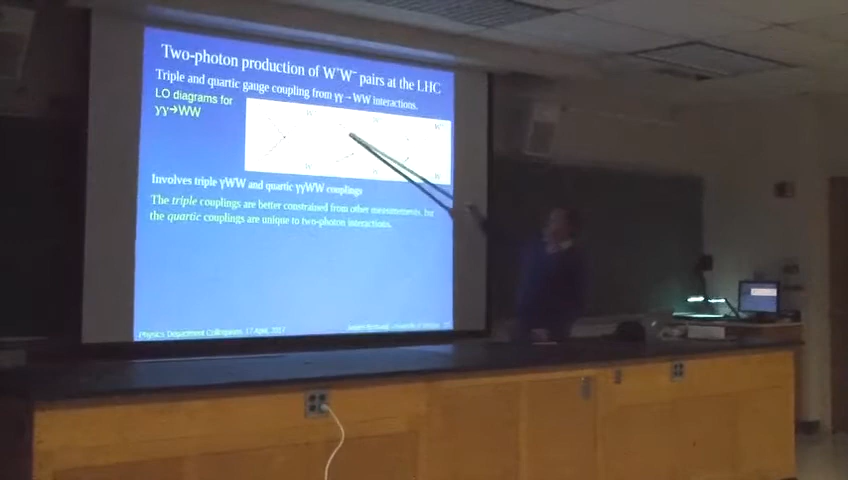 Two-photon production of W⁺W⁻ pairs at the LHC
Triple and quartic gauge coupling from γγ→WW interactions.
LO diagrams for
γγ→WW
Involves triple γWW and quartic γγWW couplings
The triple couplings are better constrained from other measurements, but
the quartic couplings are unique to two-photon interactions.
Physics Department Colloquium, 17 April, 2017